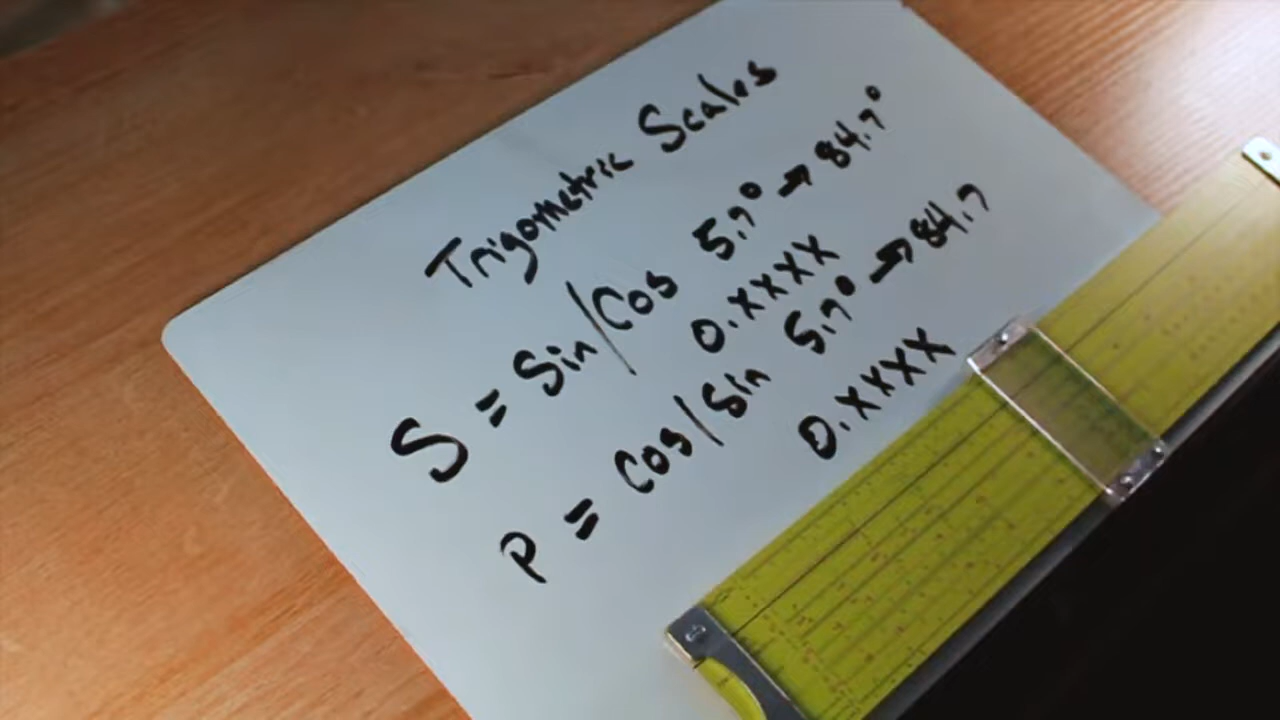 Trigometric Scales
S = Sin/Cos 5.7° → 84.7°
0.XXXX
P = Cos/Sin 5.7° → 84.7
0.XXXX